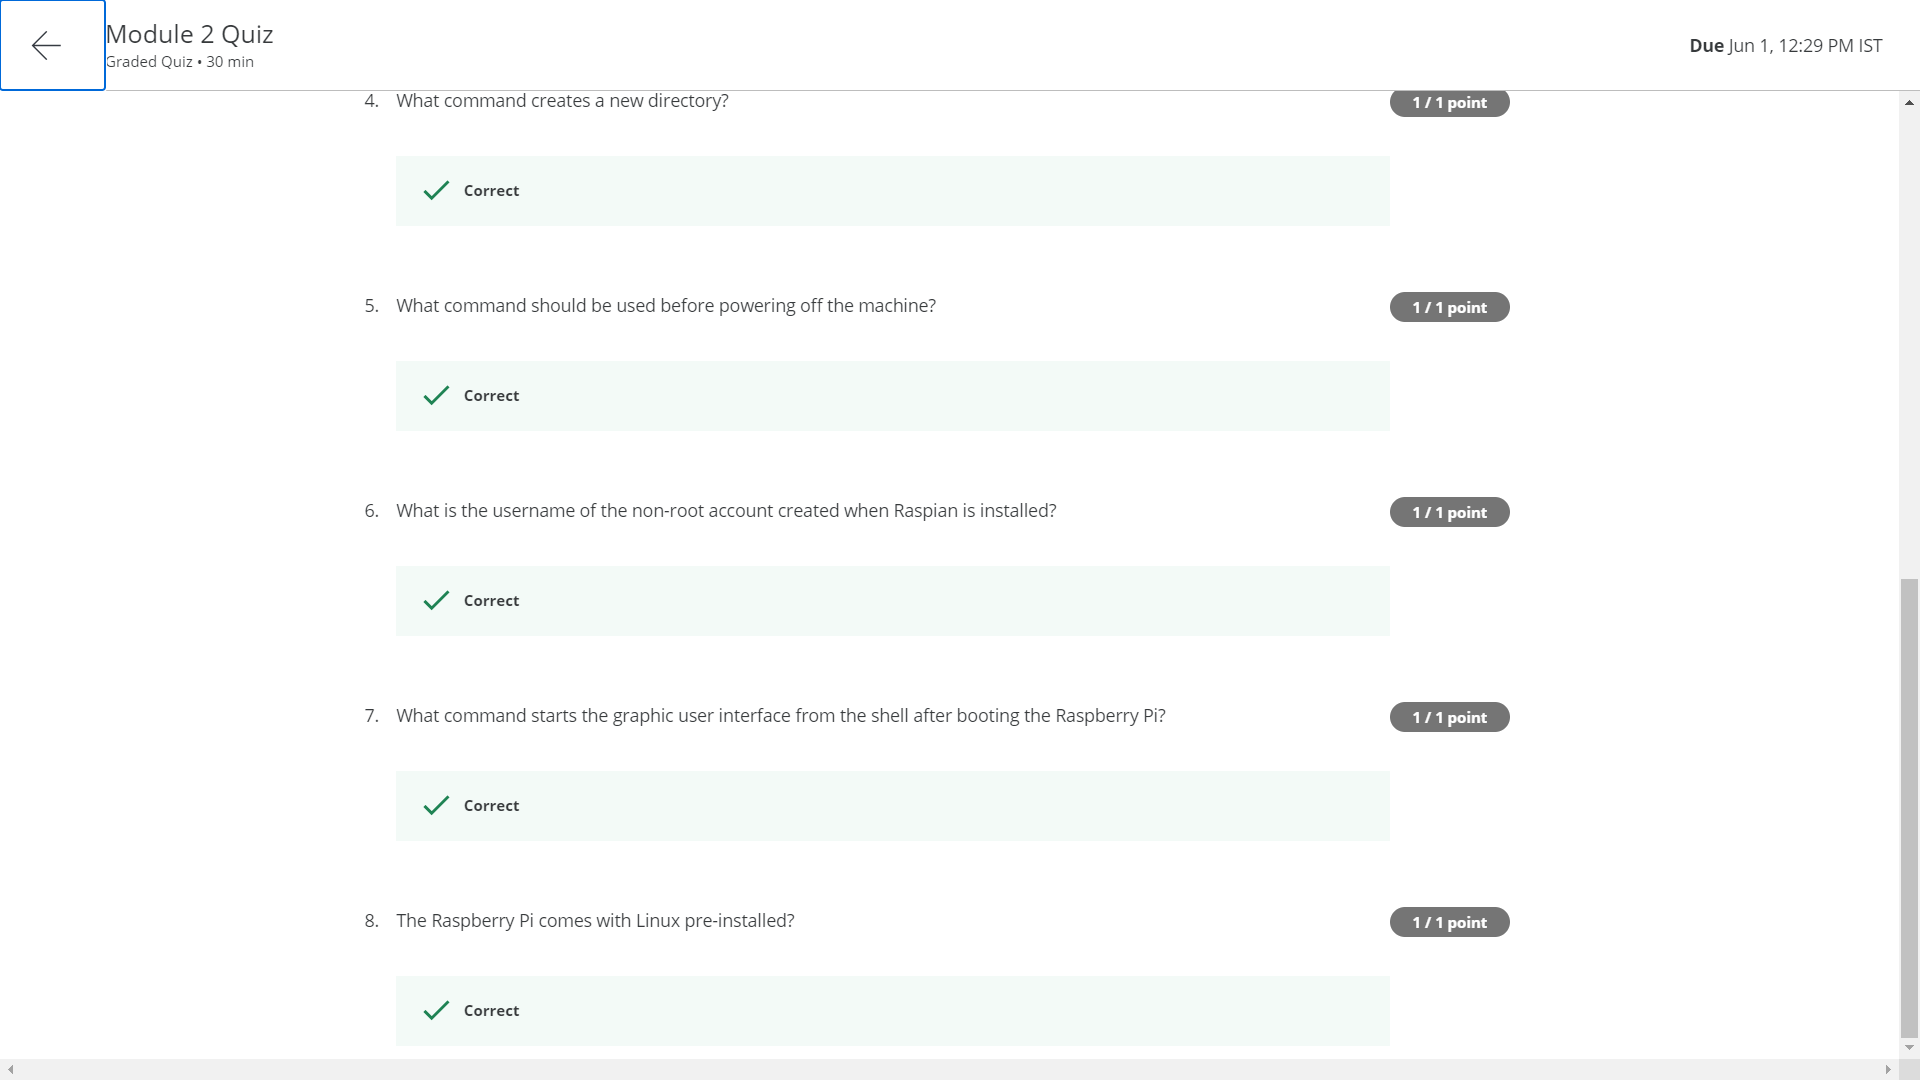 Module 2 Quiz
Graded Quiz • 30 min
Due Jun 1, 12:29 PM IST
4. What command creates a new directory?
1 / 1 point
Correct
5. What command should be used before powering off the machine?
1 / 1 point
Correct
6. What is the username of the non-root account created when Raspian is installed?
1 / 1 point
Correct
7. What command starts the graphic user interface from the shell after booting the Raspberry Pi?
1 / 1 point
Correct
8. The Raspberry Pi comes with Linux pre-installed?
1 / 1 point
Correct